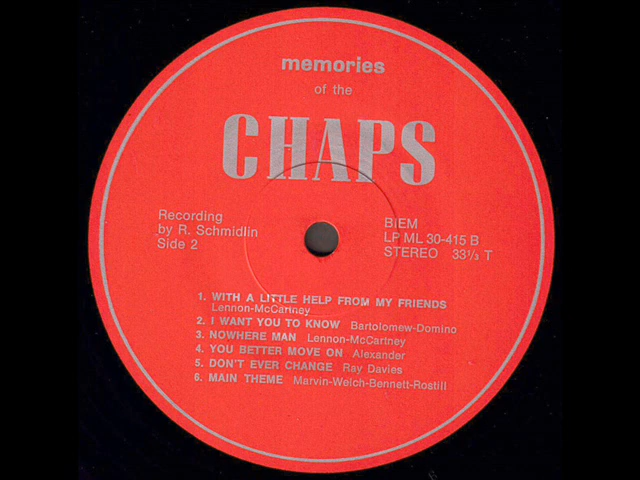 memories
of the
CHAPS
Recording
by R. Schmidlin
Side 2
BIEM
LP ML 30-415 B
STEREO 33⅓ T
1. WITH A LITTLE HELP FROM MY FRIENDS
Lennon-McCartney
2. I WANT YOU TO KNOW Bartolomew-Domino
3. NOWHERE MAN Lennon-McCartney
4. YOU BETTER MOVE ON Alexander
5. DON'T EVER CHANGE Ray Davies
6. MAIN THEME Marvin-Welch-Bennett-Rostill